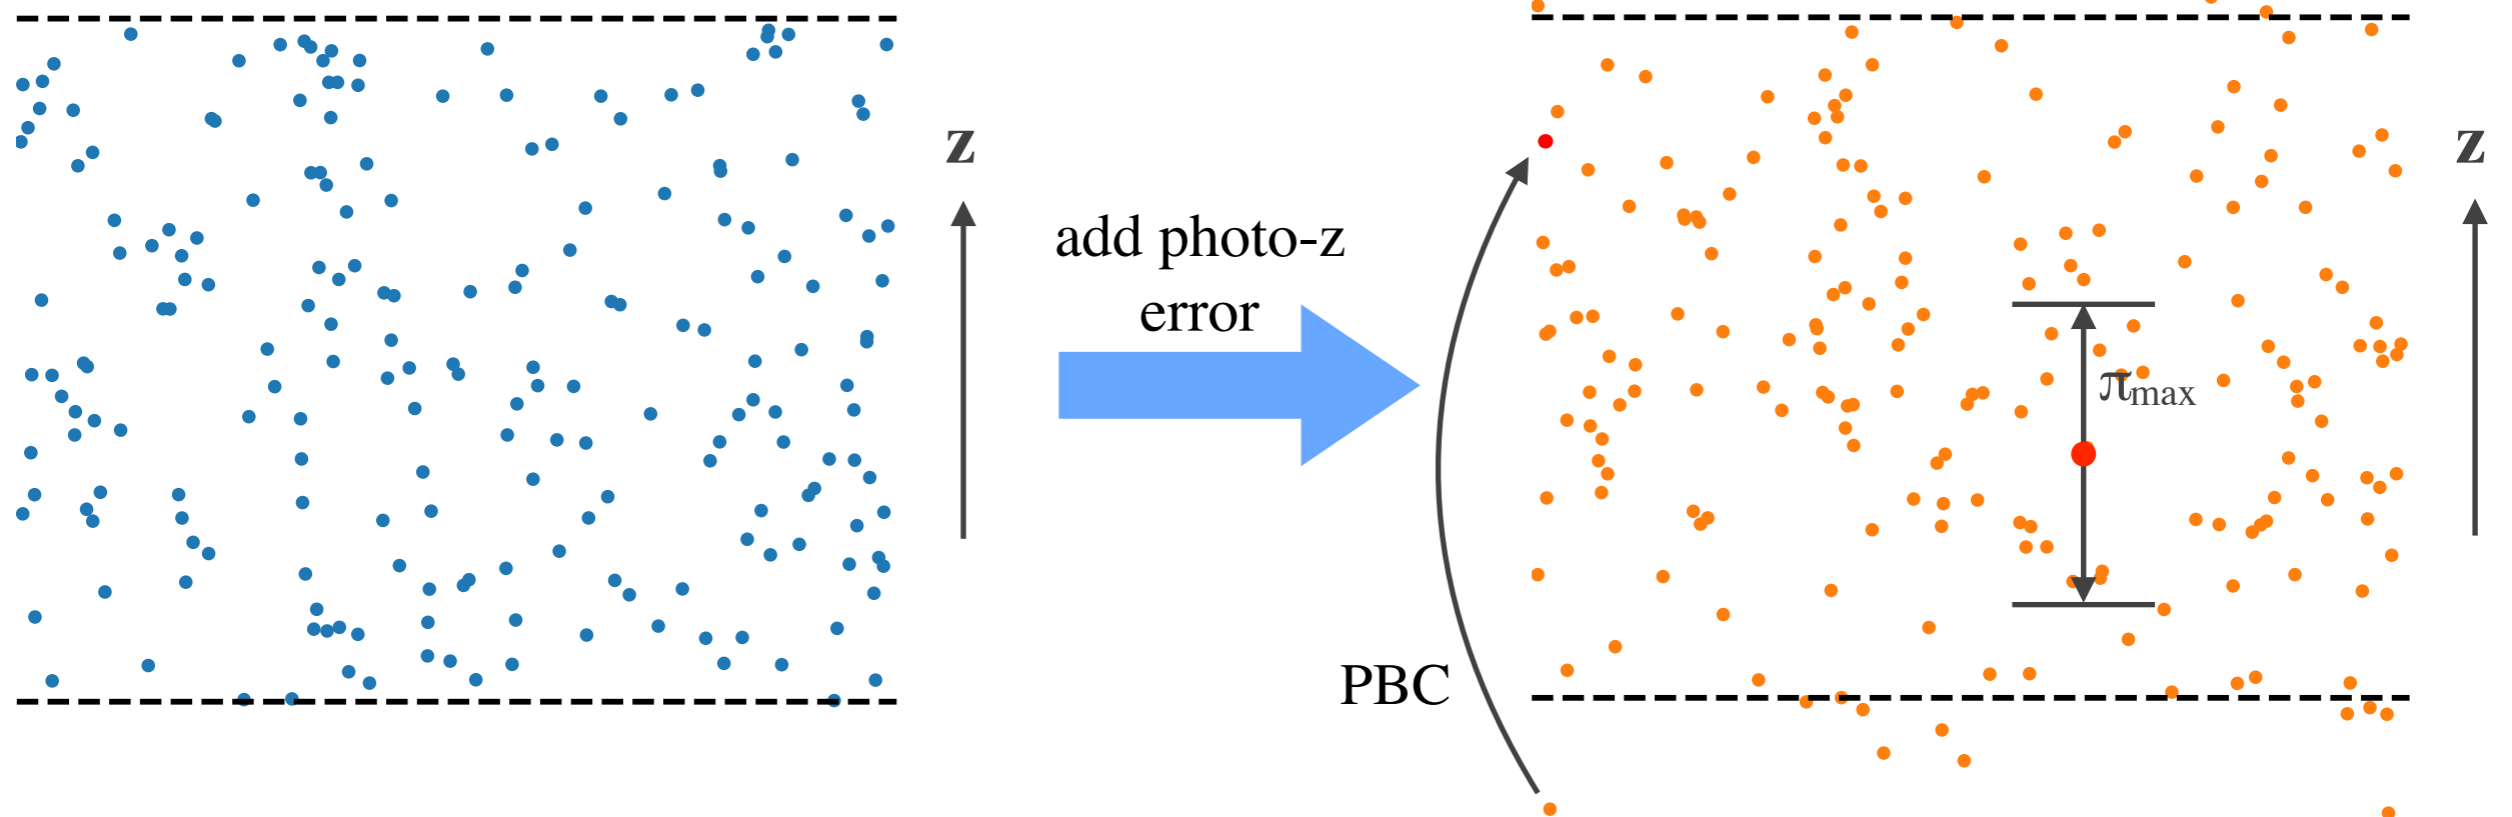 z
add photo-z
error
PBC
πmax
z